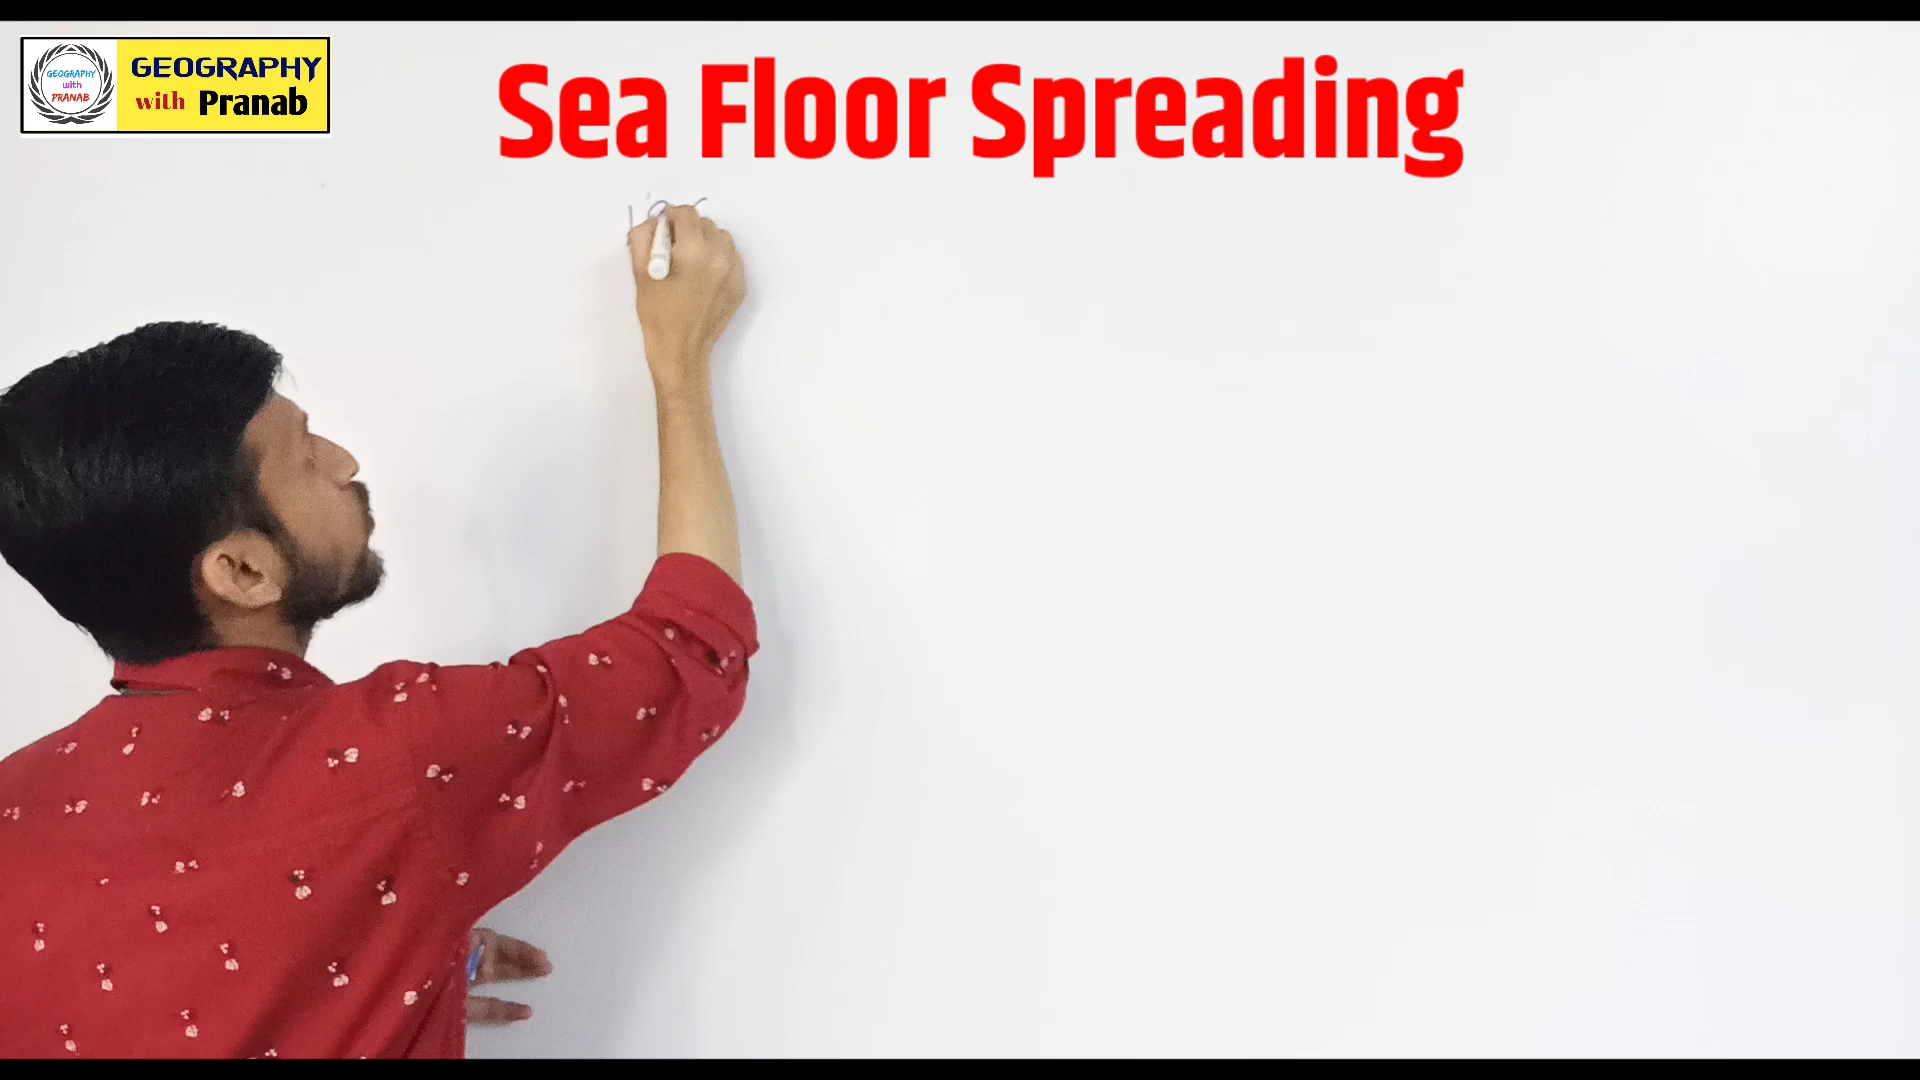 GEOGRAPHY
with
PRANAB
GEOGRAPHY
with Pranab
Sea Floor Spreading